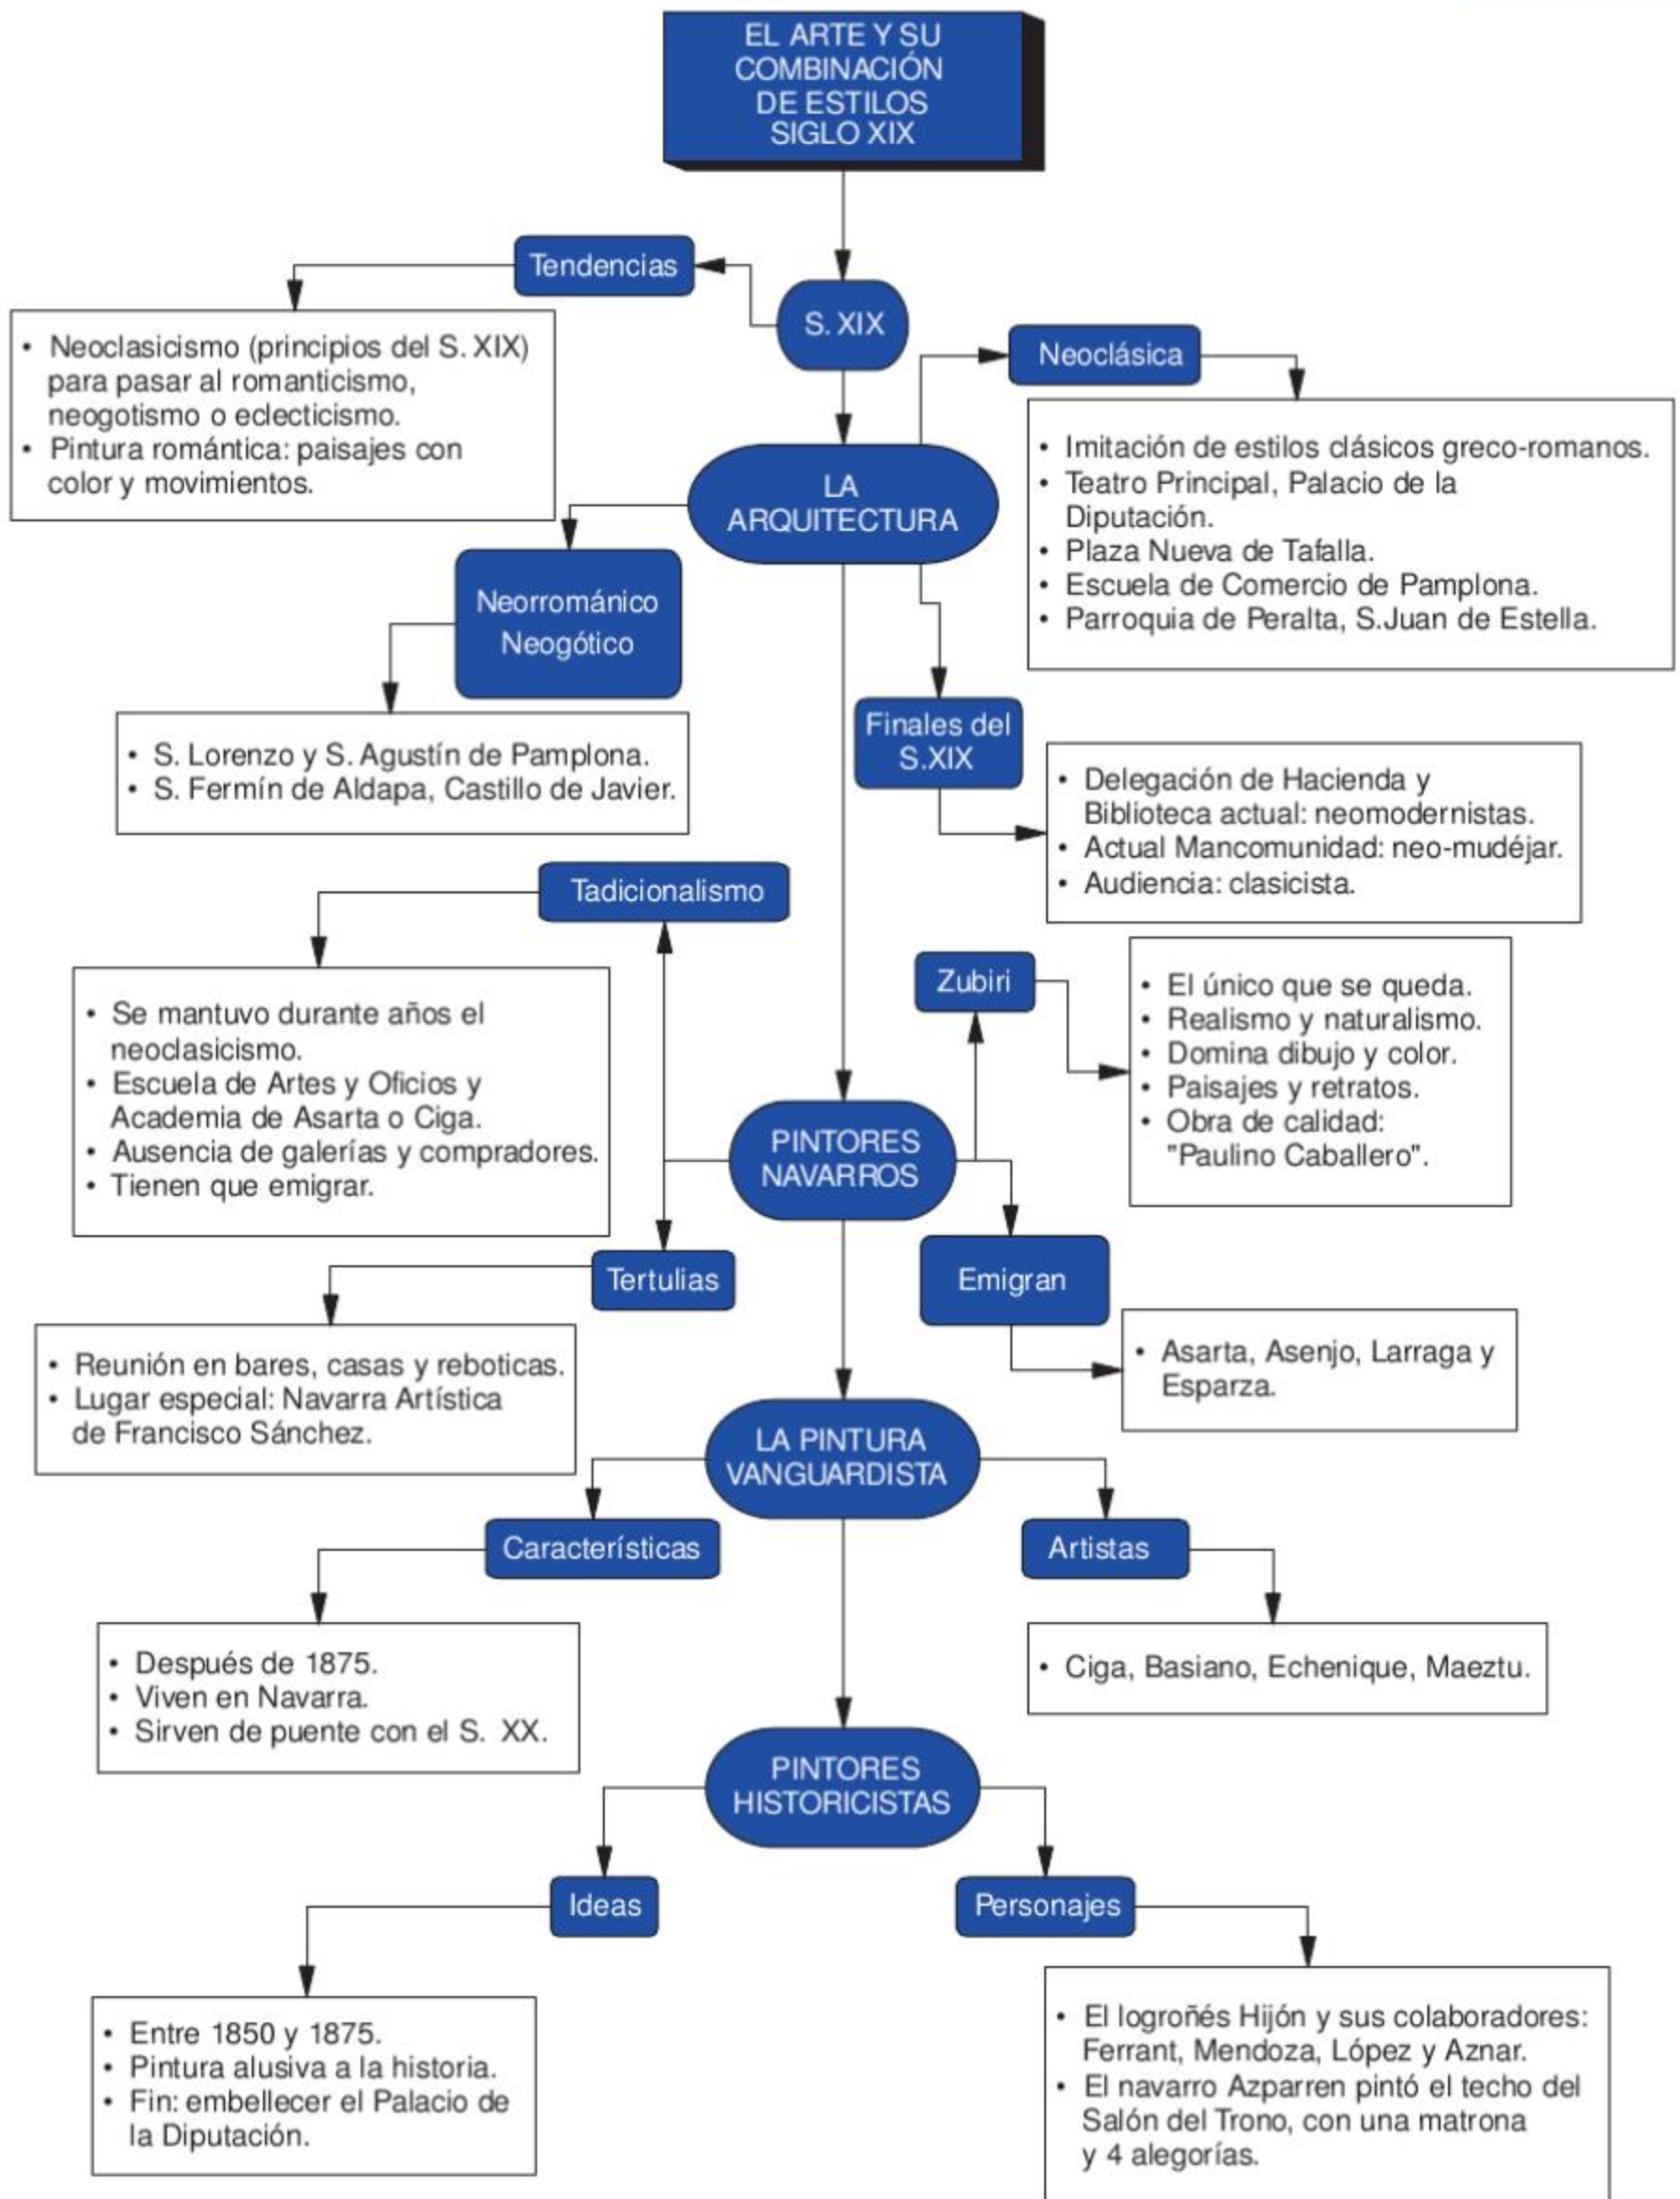 EL ARTE Y SU
COMBINACIÓN
DE ESTILOS
SIGLO XIX
Tendencias
S. XIX
• Neoclasicismo (principios del S. XIX)
para pasar al romanticismo,
neogotismo o eclecticismo.
• Pintura romántica: paisajes con
color y movimientos.
Neoclásica
• Imitación de estilos clásicos greco-romanos.
• Teatro Principal, Palacio de la
Diputación.
• Plaza Nueva de Tafalla.
• Escuela de Comercio de Pamplona.
• Parroquia de Peralta, S.Juan de Estella.
LA
ARQUITECTURA
Neorrománico
Neogótico
• S. Lorenzo y S. Agustín de Pamplona.
• S. Fermín de Aldapa, Castillo de Javier.
Finales del
S.XIX
• Delegación de Hacienda y
Biblioteca actual: neomodernistas.
• Actual Mancomunidad: neo-mudéjar.
• Audiencia: clasicista.
Tadicionalismo
• Se mantuvo durante años el
neoclasicismo.
• Escuela de Artes y Oficios y
Academia de Asarta o Ciga.
• Ausencia de galerías y compradores.
• Tienen que emigrar.
Zubiri
• El único que se queda.
• Realismo y naturalismo.
• Domina dibujo y color.
• Paisajes y retratos.
• Obra de calidad:
"Paulino Caballero".
PINTORES
NAVARROS
Tertulias
• Reunión en bares, casas y reboticas.
• Lugar especial: Navarra Artística
de Francisco Sánchez.
Emigran
• Asarta, Asenjo, Larraga y
Esparza.
LA PINTURA
VANGUARDISTA
Características
• Después de 1875.
• Viven en Navarra.
• Sirven de puente con el S. XX.
Artistas
• Ciga, Basiano, Echenique, Maeztu.
PINTORES
HISTORICISTAS
Ideas
• Entre 1850 y 1875.
• Pintura alusiva a la historia.
• Fin: embellecer el Palacio de
la Diputación.
Personajes
• El logroñés Hijón y sus colaboradores:
Ferrant, Mendoza, López y Aznar.
• El navarro Azparren pintó el techo del
Salón del Trono, con una matrona
y 4 alegorías.